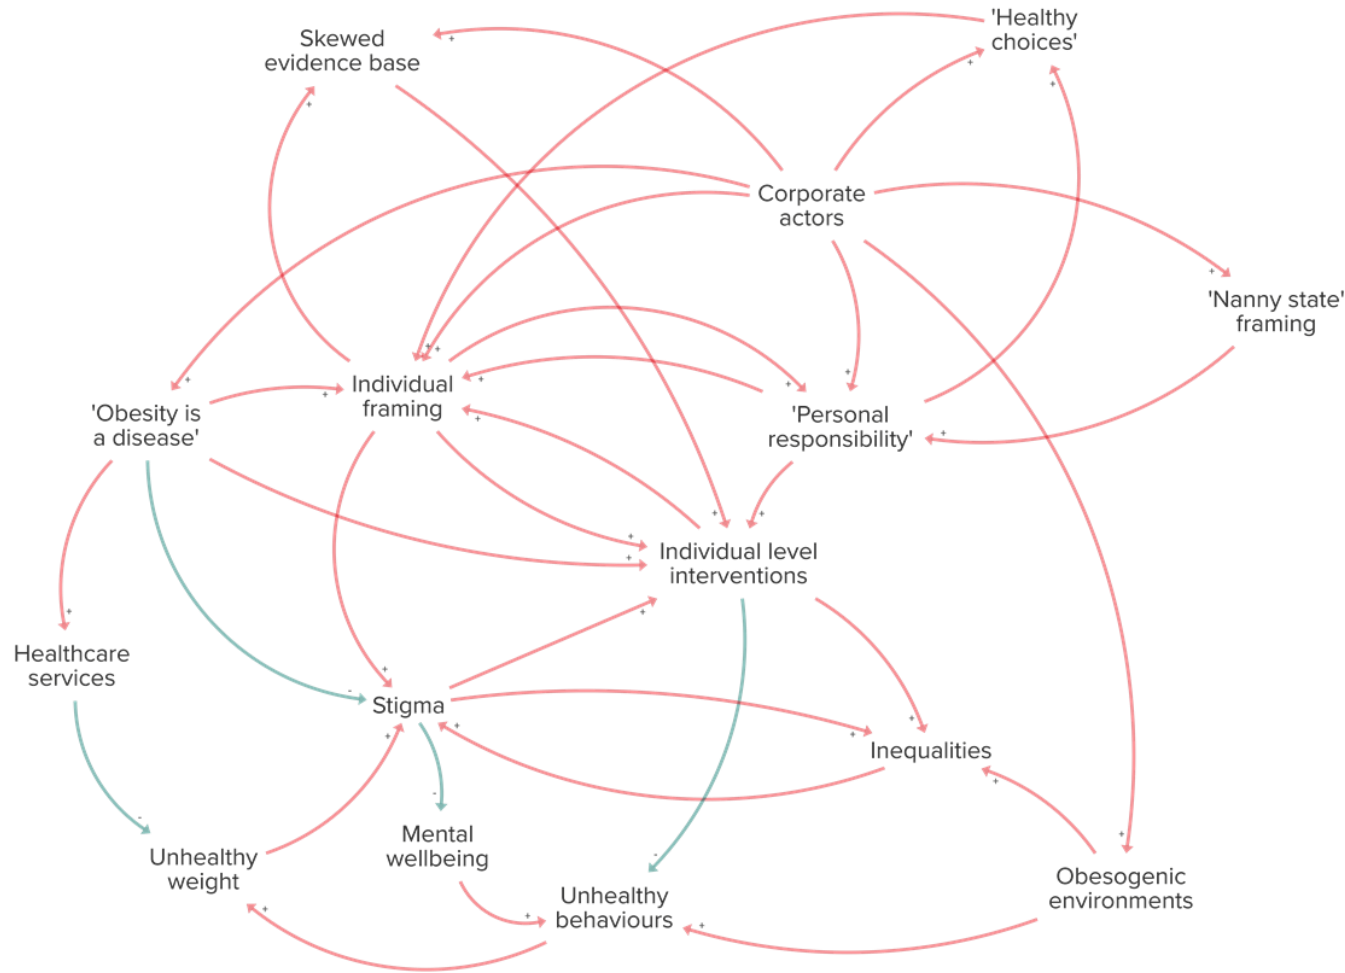 'Healthy
choices'
Skewed
evidence base
Corporate
actors
'Nanny state'
framing
Individual
framing
'Obesity is
a disease'
'Personal
responsibility'
Individual level
interventions
Healthcare
services
Stigma
Inequalities
Mental
wellbeing
Unhealthy
weight
Unhealthy
behaviours
Obesogenic
environments